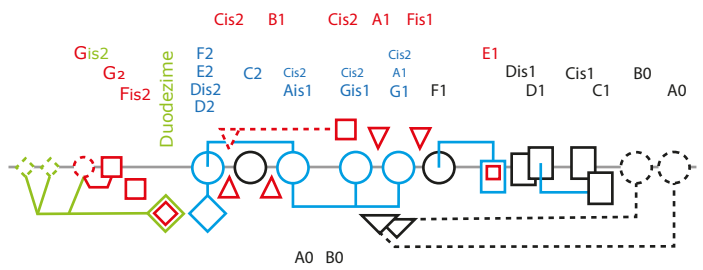 Cis2 B1 Cis2 A1 Fis1
Gis2
G2
Fis2
Duodezime
F2
E2
Dis2
D2
C2
Cis2
Ais1
Cis2
Gis1
Cis2
A1
G1
F1
E1
Dis1
D1
Cis1
C1
B0
A0
A0 B0